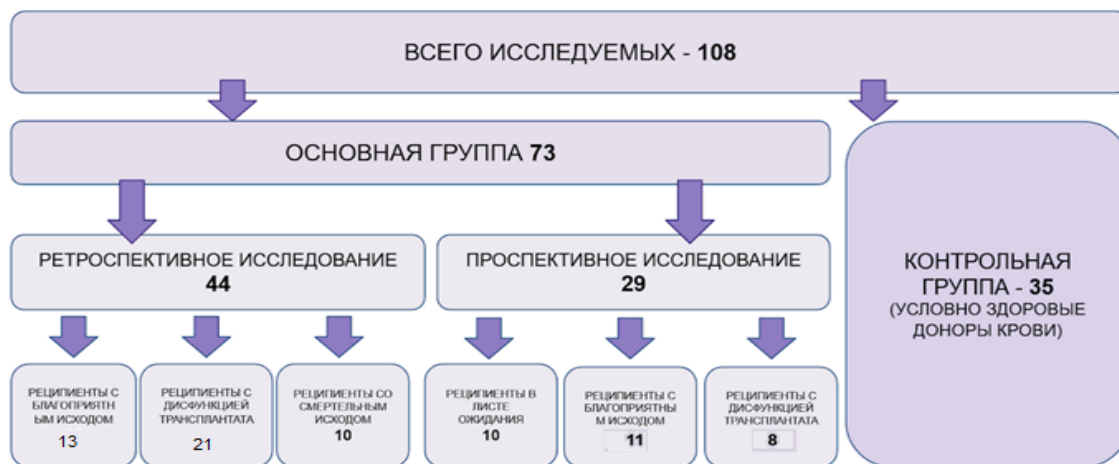 ВСЕГО ИССЛЕДУЕМЫХ - 108
ОСНОВНАЯ ГРУППА 73
РЕТРОСПЕКТИВНОЕ ИССЛЕДОВАНИЕ
44
ПРОСПЕКТИВНОЕ ИССЛЕДОВАНИЕ
29
КОНТРОЛЬНАЯ
ГРУППА - 35
(УСЛОВНО ЗДОРОВЫЕ
ДОНОРЫ КРОВИ)
РЕЦИПИЕНТЫ С
БЛАГОПРИЯТН
ЫМ ИСХОДОМ
13
РЕЦИПИЕНТЫ С
ДИСФУНКЦИЕЙ
ТРАНСПЛАНТАТА
21
РЕЦИПИЕНТЫ СО
СМЕРТЕЛЬНЫМ
ИСХОДОМ
10
РЕЦИПИЕНТЫ В
ЛИСТЕ
ОЖИДАНИЯ
10
РЕЦИПИЕНТЫ С
БЛАГОПРИЯТНЫ
М ИСХОДОМ
11
РЕЦИПИЕНТЫ С
ДИСФУНКЦИЕЙ
ТРАНСПЛАНТАТА
8